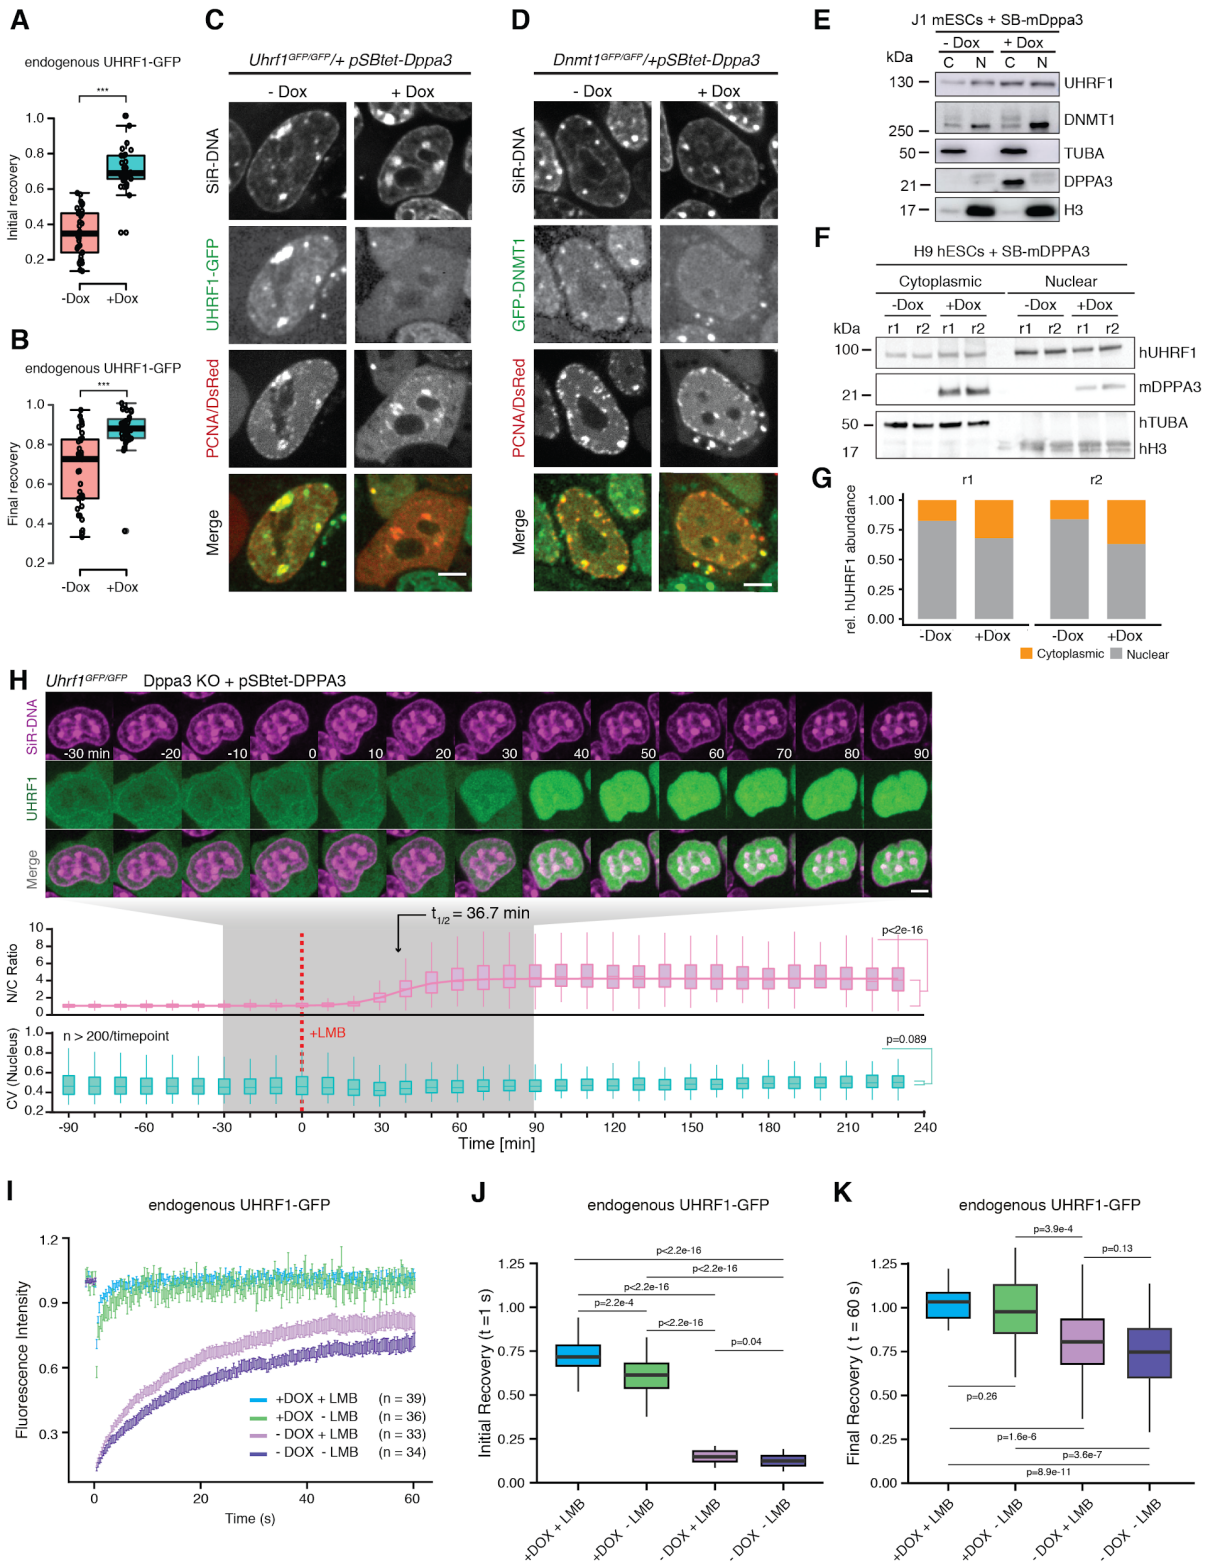 A
endogenous UHRF1-GFP
***
Initial recovery
1.0
0.8
0.6
0.4
0.2
-Dox
+Dox
B
endogenous UHRF1-GFP
***
Final recovery
1.0
0.8
0.6
0.4
0.2
-Dox
+Dox
C
Uhrf1GFP/GFP/+ pSBtet-Dppa3
- Dox
+ Dox
SiR-DNA
UHRF1-GFP
PCNA/DsRed
Merge
D
Dnmt1GFP/GFP/+pSBtet-Dppa3
- Dox
+ Dox
SiR-DNA
GFP-DNMT1
PCNA/DsRed
Merge
E
J1 mESCs + SB-mDppa3
- Dox
+ Dox
kDa
C
N
C
N
130
UHRF1
250
DNMT1
50
TUBA
21
DPPA3
17
H3
F
H9 hESCs + SB-mDPPA3
Cytoplasmic
Nuclear
-Dox
+Dox
-Dox
+Dox
kDa
r1 r2 r1 r2 r1 r2 r1 r2
100
hUHRF1
21
mDPPA3
50
hTUBA
17
hH3
G
r1
r2
rel. hUHRF1 abundance
1.00
0.75
0.50
0.25
0.00
-Dox
+Dox
-Dox
+Dox
Cytoplasmic
Nuclear
H
Uhrf1GFP/GFP Dppa3 KO + pSBtet-DPPA3
SiR-DNA
-30 min -20 -10 0 10 20 30 40 50 60 70 80 90
UHRF1
Merge
t1/2 = 36.7 min
N/C Ratio
10
8
6
4
2
0
p<2e-16
+LMB
CV (Nucleus)
n > 200/timepoint
1.0
0.8
0.6
0.4
0.2
p=0.089
-90 -60 -30 0 30 60 90 120 150 180 210 240
Time [min]
I
endogenous UHRF1-GFP
Fluorescence Intensity
1.2
0.9
0.6
0.3
+DOX + LMB (n = 39)
+DOX - LMB (n = 36)
- DOX + LMB (n = 33)
- DOX - LMB (n = 34)
0 20 40 60
Time (s)
J
endogenous UHRF1-GFP
Initial Recovery (t =1 s)
1.25
1.00
0.75
0.50
0.25
0.00
p<2.2e-16
p<2.2e-16
p<2.2e-16
p=2.2e-4
p<2.2e-16
p=0.04
+DOX + LMB
+DOX - LMB
- DOX + LMB
- DOX - LMB
K
endogenous UHRF1-GFP
Final Recovery ( t = 60 s)
1.25
1.00
0.75
0.50
0.25
0.00
p=3.9e-4
p=0.13
p=0.26
p=1.6e-6
p=3.6e-7
p=8.9e-11
+DOX + LMB
+DOX - LMB
- DOX + LMB
- DOX - LMB